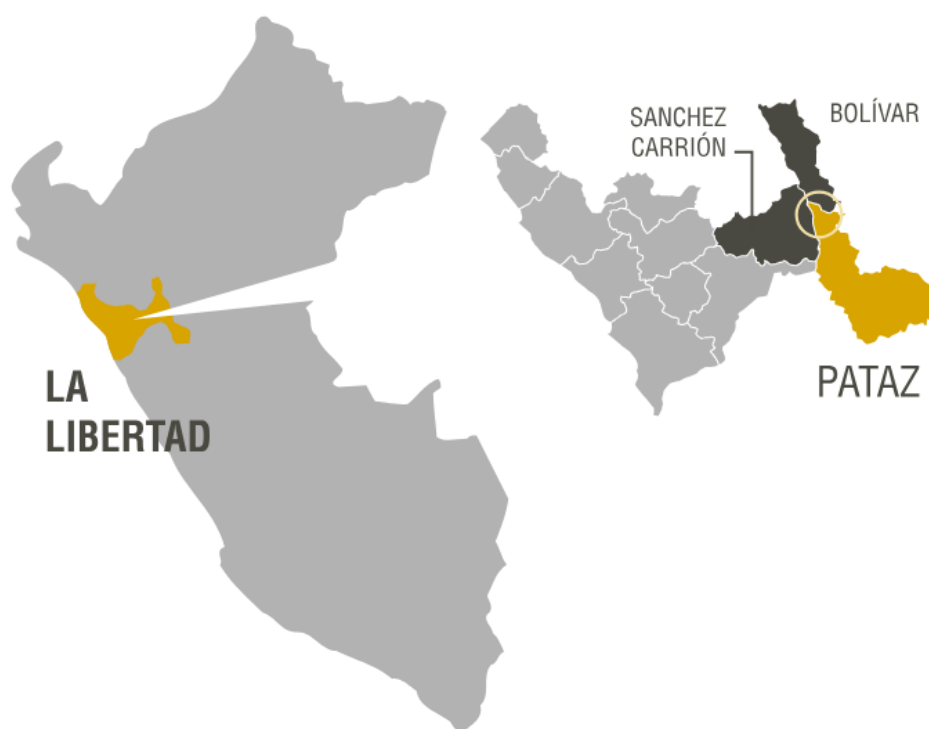 LA
LIBERTAD
SANCHEZ
CARRIÓN
BOLÍVAR
PATAZ